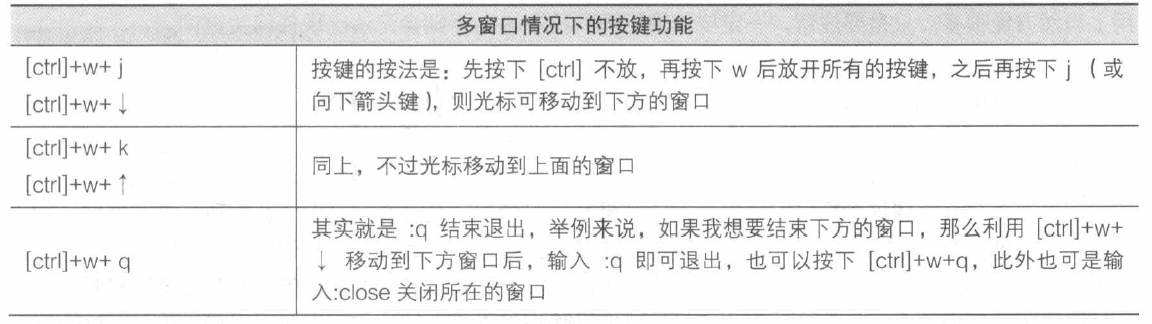 多窗口情况下的按键功能
[ctrl]+w+ j
[ctrl]+w+ ↓
按键的按法是：先按下 [ctrl] 不放，再按下 w 后放开所有的按键，之后再按下 j （或
向下箭头键），则光标可移动到下方的窗口
[ctrl]+w+ k
[ctrl]+w+ ↑
同上，不过光标移动到上面的窗口
[ctrl]+w+ q
其实就是 :q 结束退出，举例来说，如果我想要结束下方的窗口，那么利用 [ctrl]+w+
↓ 移动到下方窗口后，输入 :q 即可退出，也可以按下 [ctrl]+w+q，此外也可是输
入:close 关闭所在的窗口